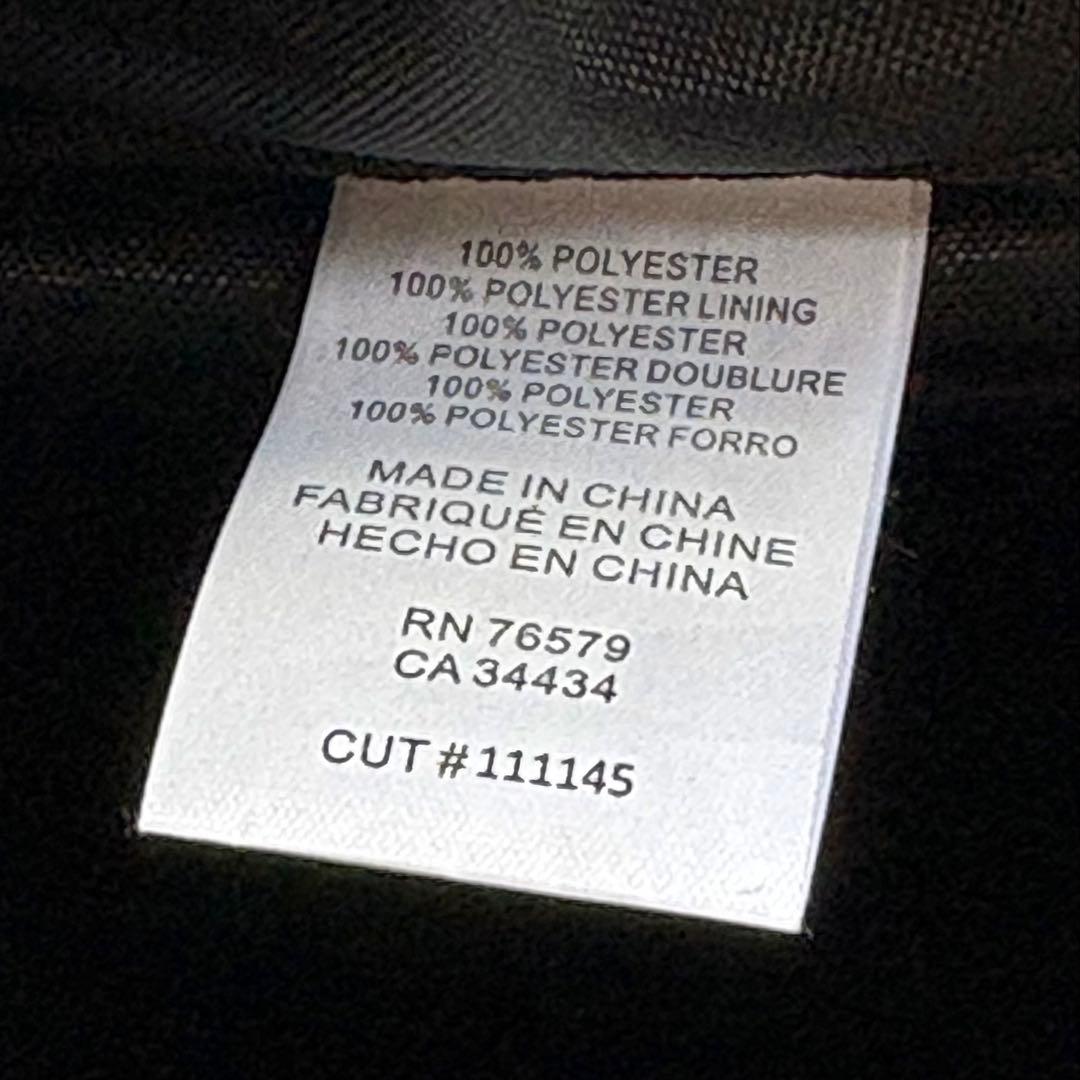 100% POLYESTER
100% POLYESTER LINING
100% POLYESTER
100% POLYESTER DOUBLURE
100% POLYESTER
100% POLYESTER FORRO
MADE IN CHINA
FABRIQUÉ EN CHINE
HECHO EN CHINA
RN 76579
CA 34434
CUT #111145